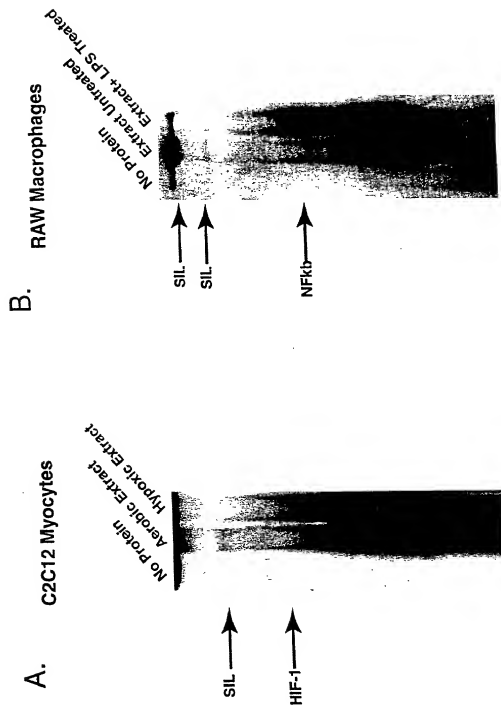 A.
C2C12 Myocytes
No Protein
Aerobic Extract
Hypoxic Extract
SIL
HIF-1
B.
RAW Macrophages
No Protein
Extract Untreated
Extract+ LPS Treated
SIL
SIL
NFkb